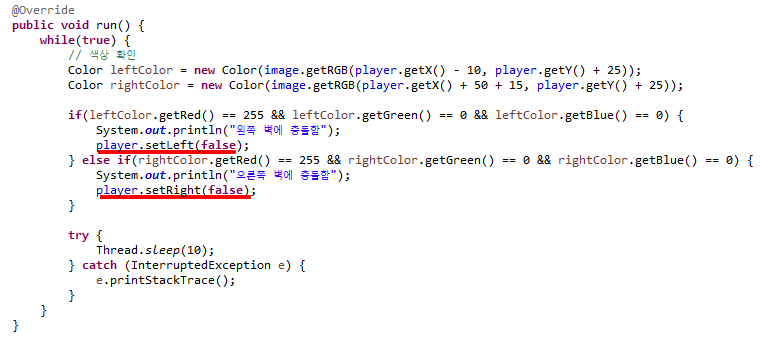 @Override
public void run() {
while(true) {
// 색상 확인
Color leftColor = new Color(image.getRGB(player.getX() - 10, player.getY() + 25));
Color rightColor = new Color(image.getRGB(player.getX() + 50 + 15, player.getY() + 25));
if(leftColor.getRed() == 255 && leftColor.getGreen() == 0 && leftColor.getBlue() == 0) {
System.out.println("왼쪽 벽에 충돌함");
player.setLeft(false);
} else if(rightColor.getRed() == 255 && rightColor.getGreen() == 0 && rightColor.getBlue() == 0) {
System.out.println("오른쪽 벽에 충돌함");
player.setRight(false);
}
try {
Thread.sleep(10);
} catch (InterruptedException e) {
e.printStackTrace();
}
}
}